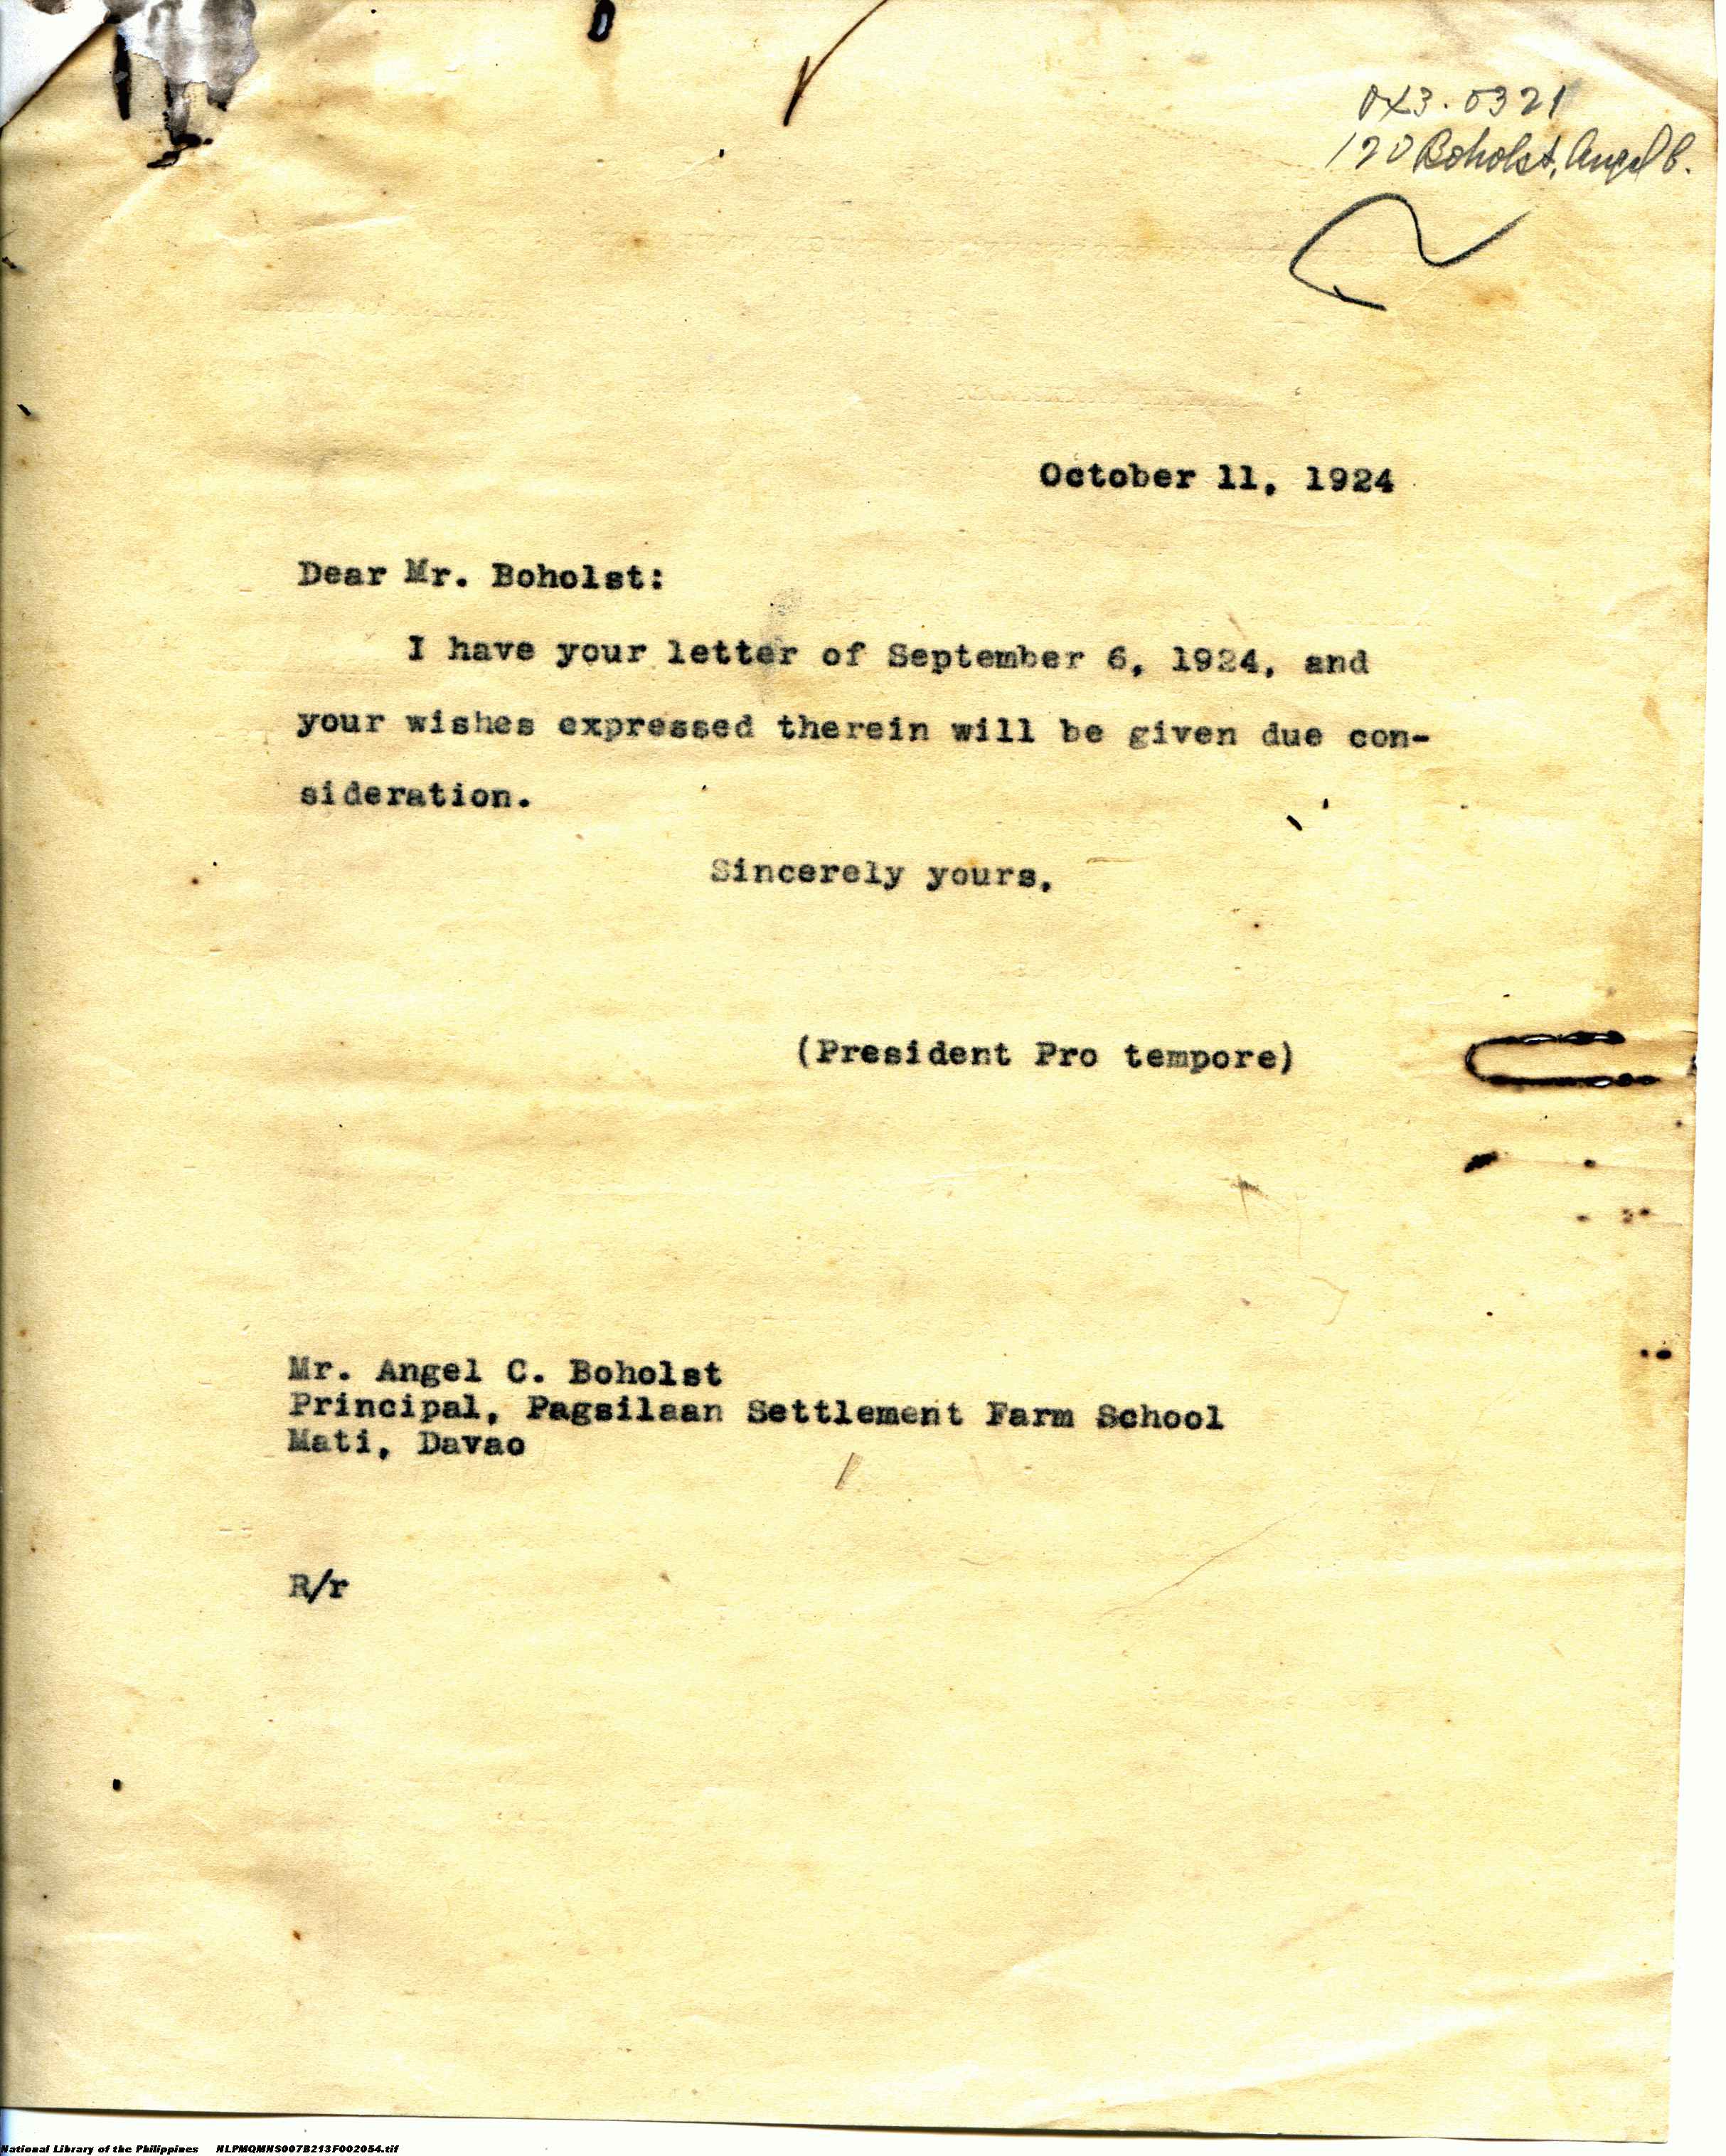 0X3.0321
120 Boholst, Angel C.
October 11, 1924
Dear Mr. Boholst:
I have your letter of September 6, 1924, and
your wishes expressed therein will be given due con-
sideration.
Sincerely yours,
(President Pro tempore)
Mr. Angel C. Boholst
Principal, Pagsilaan Settlement Farm School
Mati, Davao
R/r
National Library of the Philippines NLPMQMNS007B213F002054.tif